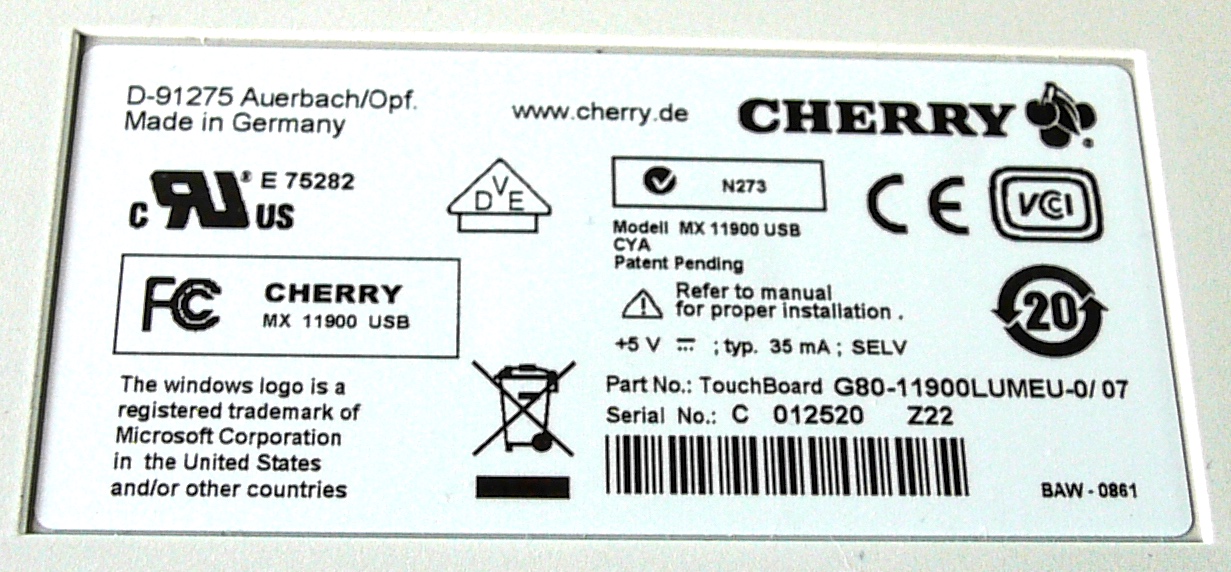 D-91275 Auerbach/Opf.
Made in Germany
www.cherry.de
CHERRY
®
C RU US ® E 75282
D V E
N273
CE
VCCI
Modell MX 11900 USB
CYA
Patent Pending
FC
CHERRY
MX 11900 USB
Refer to manual
for proper installation .
20
+5 V ⎓ ; typ. 35 mA ; SELV
The windows logo is a
registered trademark of
Microsoft Corporation
in the United States
and/or other countries
Part No.: TouchBoard G80-11900LUMEU-0/ 07
Serial No.: C 012520 Z22
BAW - 0861